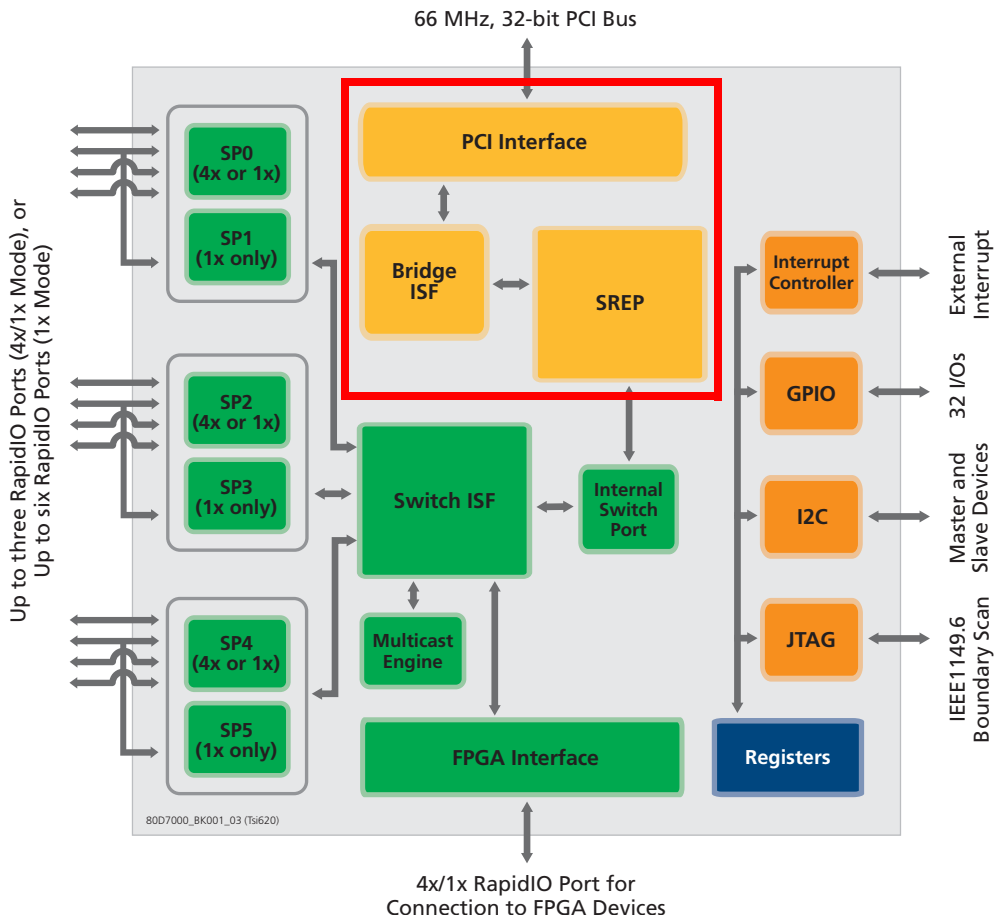 66 MHz, 32-bit PCI Bus
PCI Interface
Bridge
ISF
SREP
SP0
(4x or 1x)
SP1
(1x only)
SP2
(4x or 1x)
SP3
(1x only)
SP4
(4x or 1x)
SP5
(1x only)
Up to three RapidIO Ports (4x/1x Mode), or
Up to six RapidIO Ports (1x Mode)
Switch ISF
Internal
Switch
Port
Multicast
Engine
FPGA Interface
Interrupt
Controller
GPIO
I2C
JTAG
Registers
External
Interrupt
32 I/Os
Master and
Slave Devices
IEEE1149.6
Boundary Scan
80D7000_BK001_03 (Tsi620)
4x/1x RapidIO Port for
Connection to FPGA Devices